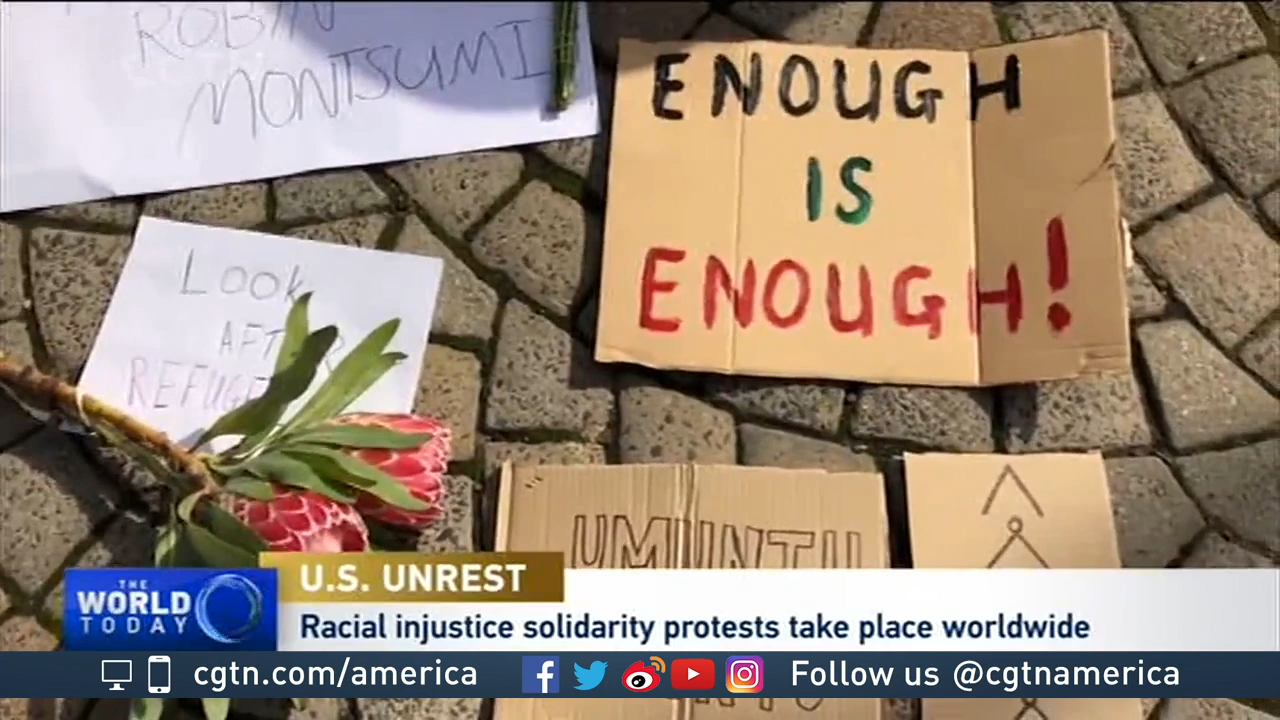 ROBIN
MONTSUMI
ENOUGH
IS
ENOUGH!
Look
UMUNTU
U.S. UNREST
THE
WORLD
TODAY
Racial injustice solidarity protests take place worldwide
cgtn.com/america
Follow us @cgtnamerica